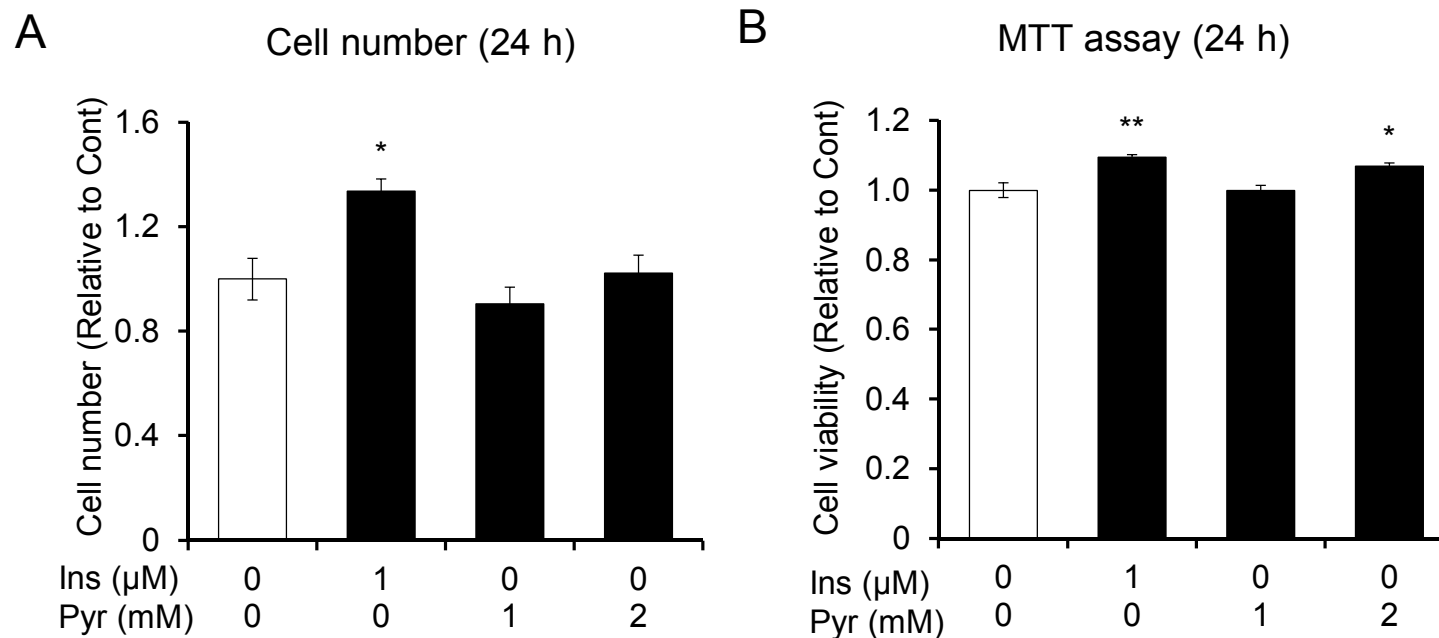 A
Cell number (24 h)
Cell number (Relative to Cont)
1.6
1.2
0.8
0.4
0
*
Ins (µM) 0 1 0 0
Pyr (mM) 0 0 1 2
B
MTT assay (24 h)
Cell viability (Relative to Cont)
1.2
1.0
0.8
0.6
0.4
0.2
0
**
*
Ins (µM) 0 1 0 0
Pyr (mM) 0 0 1 2